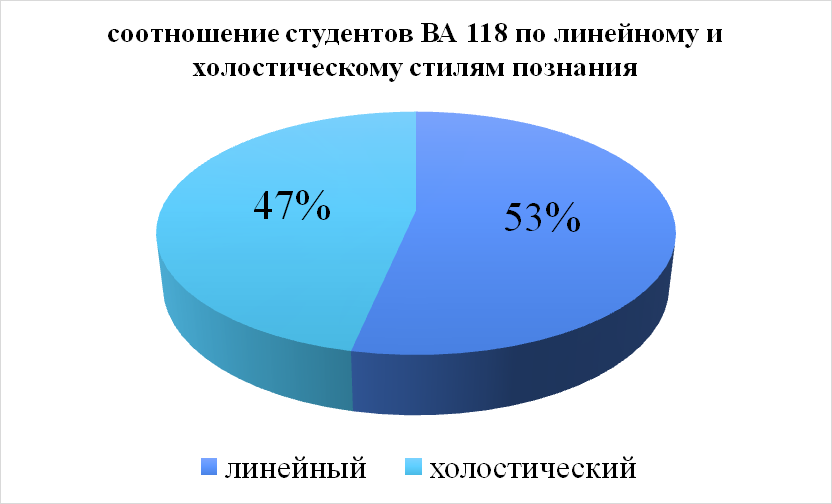 соотношение студентов ВА 118 по линейному и
холостическому стилям познания
47%
53%
линейный
холостический